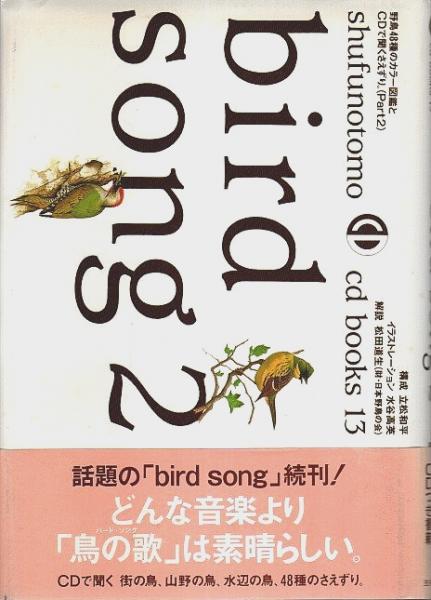 bird
song 2
野鳥48種のカラー図鑑と
CDで聞くさえずり。(Part2)
shufunotomo CD cd books 13
構成 立松和平
イラストレーション 水谷高英
解説 松田道生(財・日本野鳥の会)
話題の「bird song」続刊!
どんな音楽より
バード・ソング
「鳥の歌」は素晴らしい。
CDで聞く 街の鳥、山野の鳥、水辺の鳥、48種のさえずり。